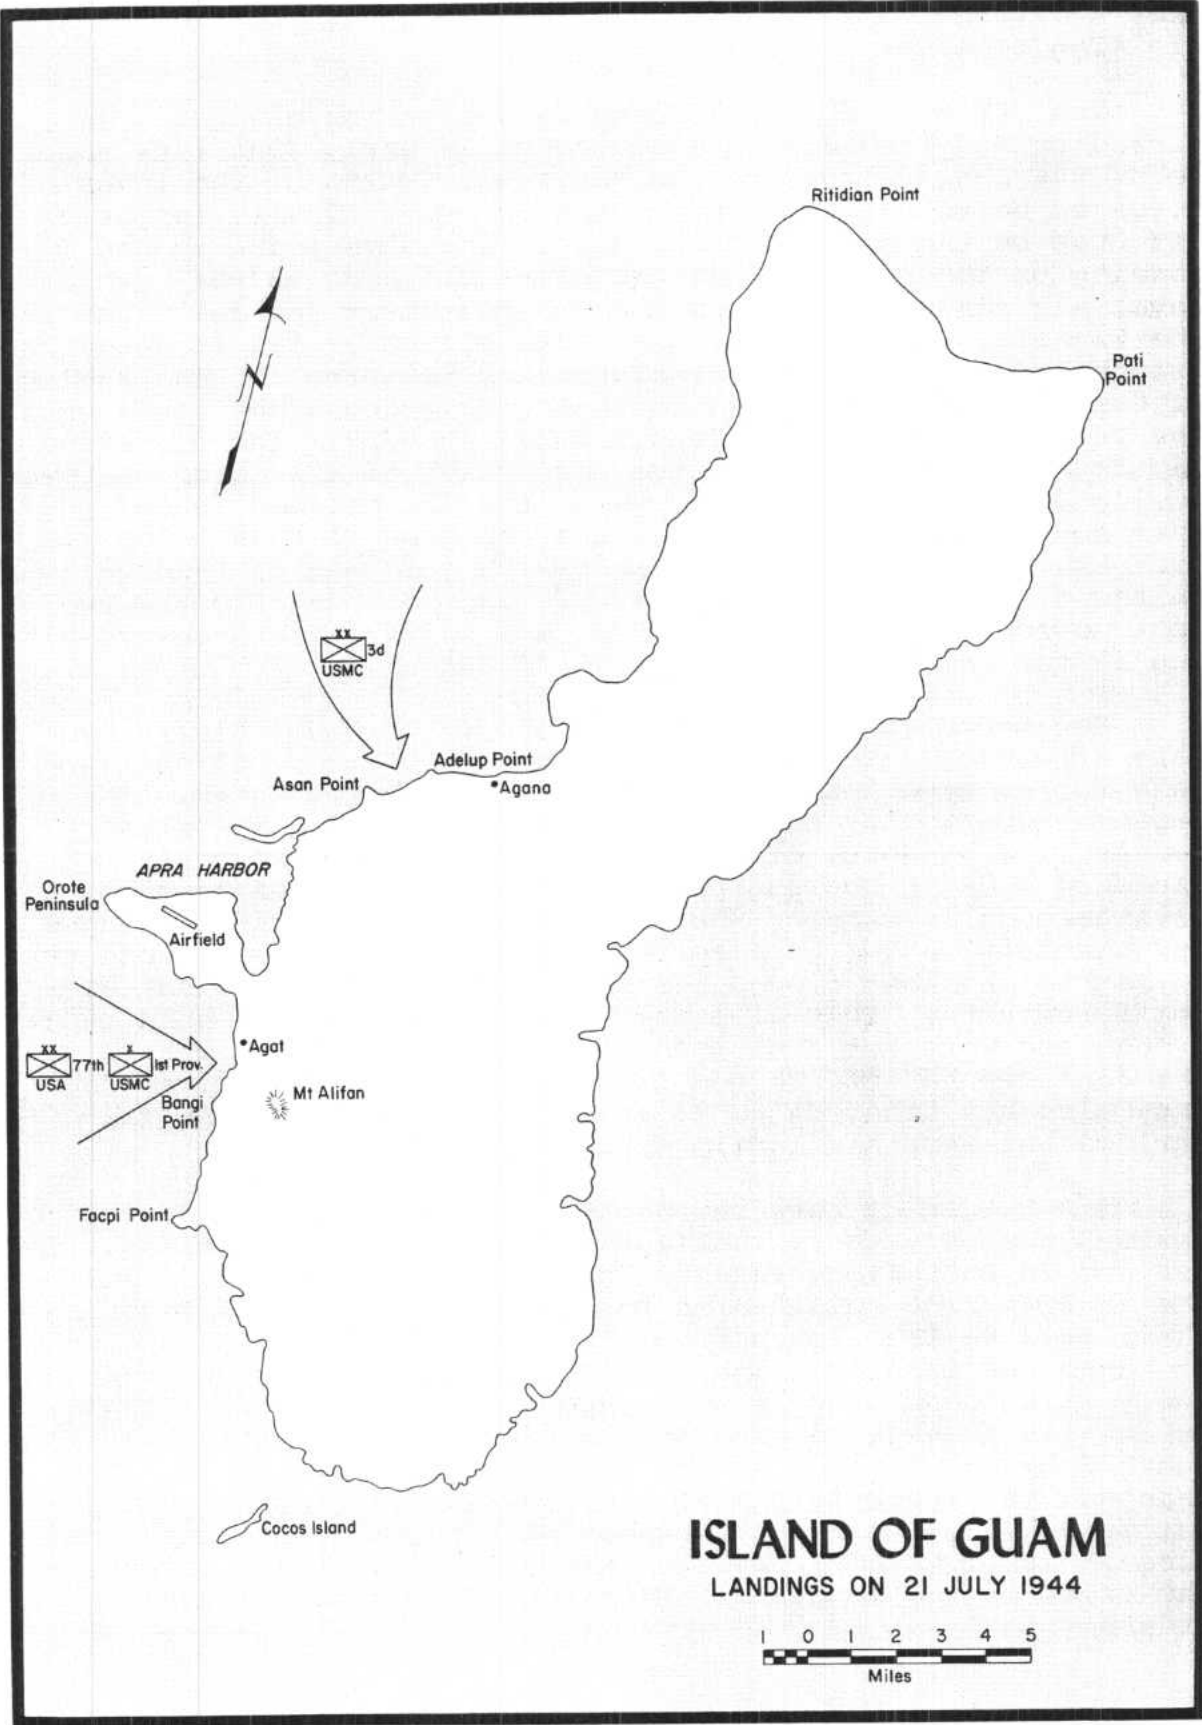 Ritidian Point
Pati
Point
N
xx
3d
USMC
Adelup Point
Asan Point
Agana
APRA HARBOR
Orote
Peninsula
Airfield
Agat
xx
77th
USA
x
1st Prov.
USMC
Mt Alifan
Bangi
Point
Facpi Point
Cocos Island
ISLAND OF GUAM
LANDINGS ON 21 JULY 1944
1 0 1 2 3 4 5
Miles